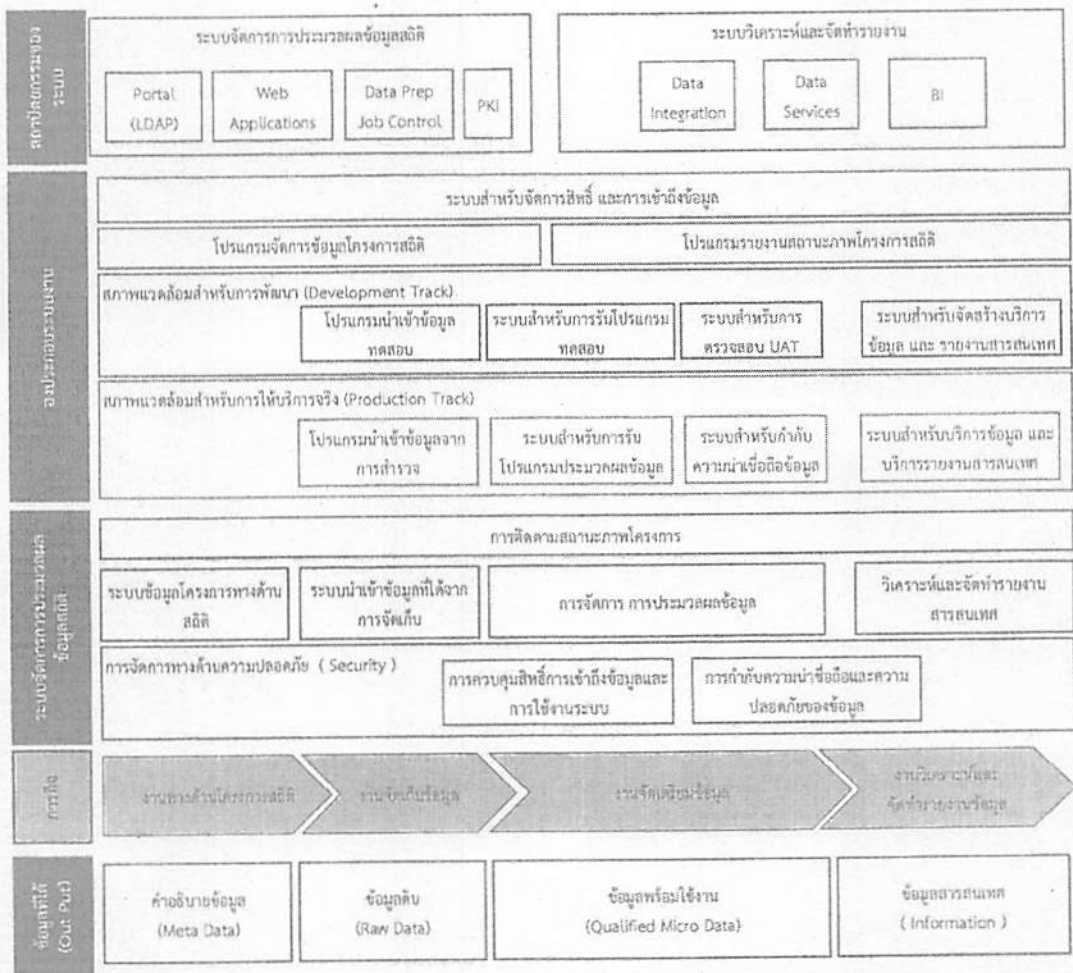 สถาปัตยกรรมของ
ระบบ
ระบบจัดการการประมวลผลข้อมูลสถิติ
Portal
(LDAP)
Web
Applications
Data Prep
Job Control
PKI
ระบบวิเคราะห์และจัดทำรายงาน
Data
Integration
Data
Services
BI
องประกอบระบบงาน
ระบบสำหรับจัดการสิทธิ์ และการเข้าถึงข้อมูล
โปรแกรมจัดการข้อมูลโครงการสถิติ
โปรแกรมรายงานสถานะภาพโครงการสถิติ
สภาพแวดล้อมสำหรับการพัฒนา (Development Track)
โปรแกรมนำเข้าข้อมูล
ทดสอบ
ระบบสำหรับการรันโปรแกรม
ทดสอบ
ระบบสำหรับการ
ตรวจสอบ UAT
ระบบสำหรับจัดสร้างบริการ
ข้อมูล และ รายงานสารสนเทศ
สภาพแวดล้อมสำหรับการให้บริการจริง (Production Track)
โปรแกรมนำเข้าข้อมูลจาก
การสำรวจ
ระบบสำหรับการรัน
โปรแกรมประมวลผลข้อมูล
ระบบสำหรับกำกับ
ความน่าเชื่อถือข้อมูล
ระบบสำหรับบริการข้อมูล และ
บริการรายงานสารสนเทศ
ระบบจัดการการประมวลผล
ข้อมูลสถิติ
การติดตามสถานะภาพโครงการ
ระบบข้อมูลโครงการทางด้าน
สถิติ
ระบบนำเข้าข้อมูลที่ได้จาก
การจัดเก็บ
การจัดการ การประมวลผลข้อมูล
วิเคราะห์และจัดทำรายงาน
สารสนเทศ
การจัดการทางด้านความปลอดภัย ( Security )
การควบคุมสิทธิ์การเข้าถึงข้อมูลและ
การใช้งานระบบ
การกำกับความน่าชื่อถือและความ
ปลอดภัยของข้อมูล
ภารกิจ
งานทางด้านโครงการสถิติ
งานจัดเก็บข้อมูล
งานจัดเตรียมข้อมูล
งานวิเคราะห์และ
จัดทำรายงานข้อมูล
ข้อมูลที่ได้
(Out Put)
คำอธิบายข้อมูล
(Meta Data)
ข้อมูลดิบ
(Raw Data)
ข้อมูลพร้อมใช้งาน
(Qualified Micro Data)
ข้อมูลสารสนเทศ
( Information )